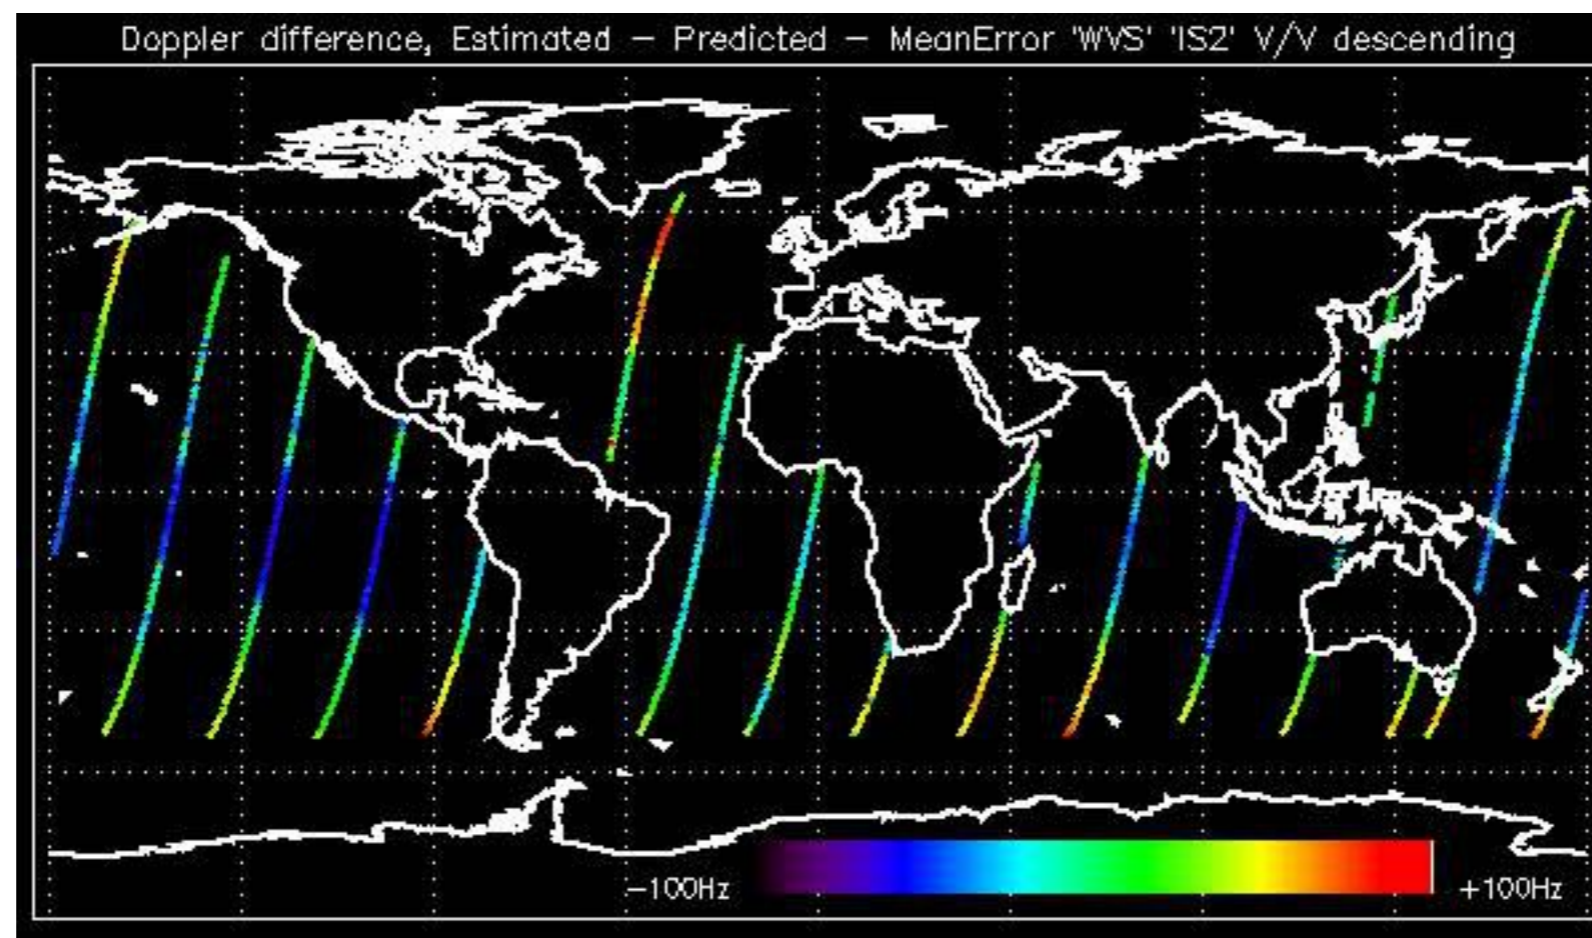 Doppler difference, Estimated – Predicted – MeanError 'WVS' 'IS2' V/V descending
–100Hz
+100Hz